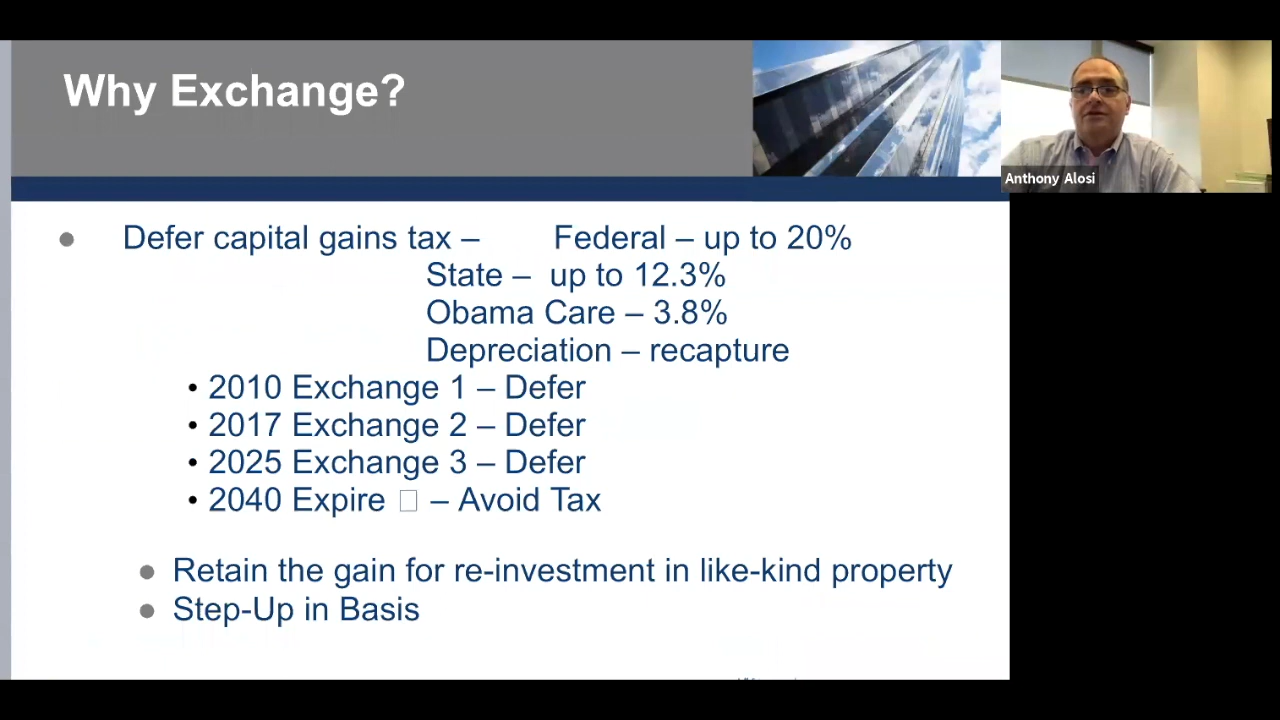 Why Exchange?
Anthony Alosi
● Defer capital gains tax – Federal – up to 20%
State – up to 12.3%
Obama Care – 3.8%
Depreciation – recapture
• 2010 Exchange 1 – Defer
• 2017 Exchange 2 – Defer
• 2025 Exchange 3 – Defer
• 2040 Expire □ – Avoid Tax
● Retain the gain for re-investment in like-kind property
● Step-Up in Basis